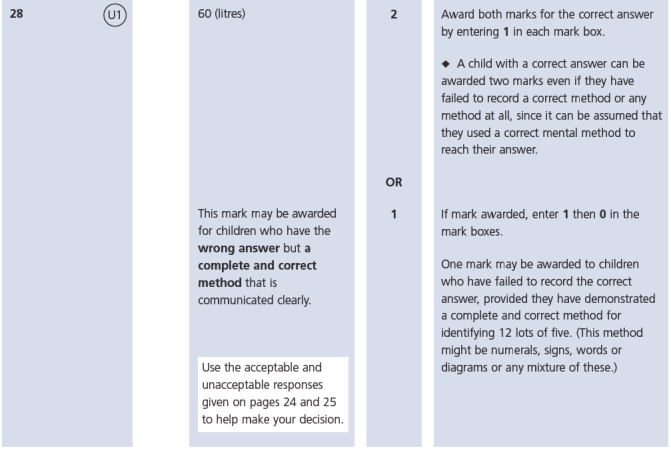 28
U1
60 (litres)
2
Award both marks for the correct answer
by entering 1 in each mark box.
◆ A child with a correct answer can be
awarded two marks even if they have
failed to record a correct method or any
method at all, since it can be assumed that
they used a correct mental method to
reach their answer.
OR
This mark may be awarded
for children who have the
wrong answer but a
complete and correct
method that is
communicated clearly.
1
If mark awarded, enter 1 then 0 in the
mark boxes.
One mark may be awarded to children
who have failed to record the correct
answer, provided they have demonstrated
a complete and correct method for
identifying 12 lots of five. (This method
might be numerals, signs, words or
diagrams or any mixture of these.)
Use the acceptable and
unacceptable responses
given on pages 24 and 25
to help make your decision.